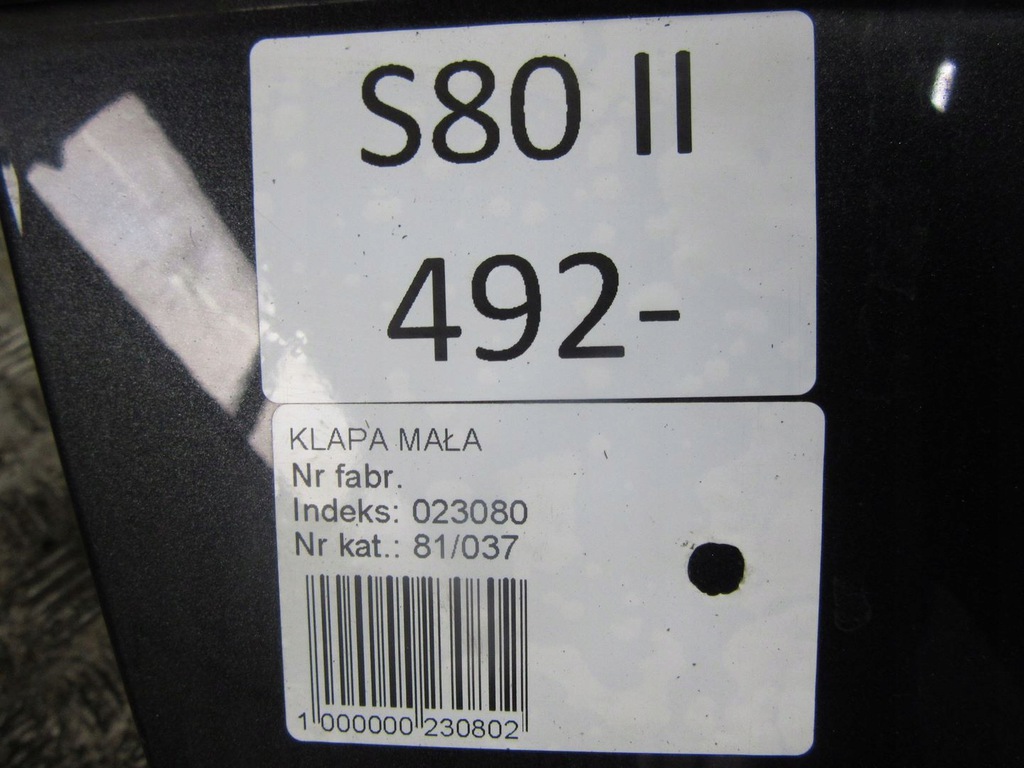 S80 II
492-
KLAPA MAŁA
Nr fabr.
Indeks: 023080
Nr kat.: 81/037
1 000000 230802